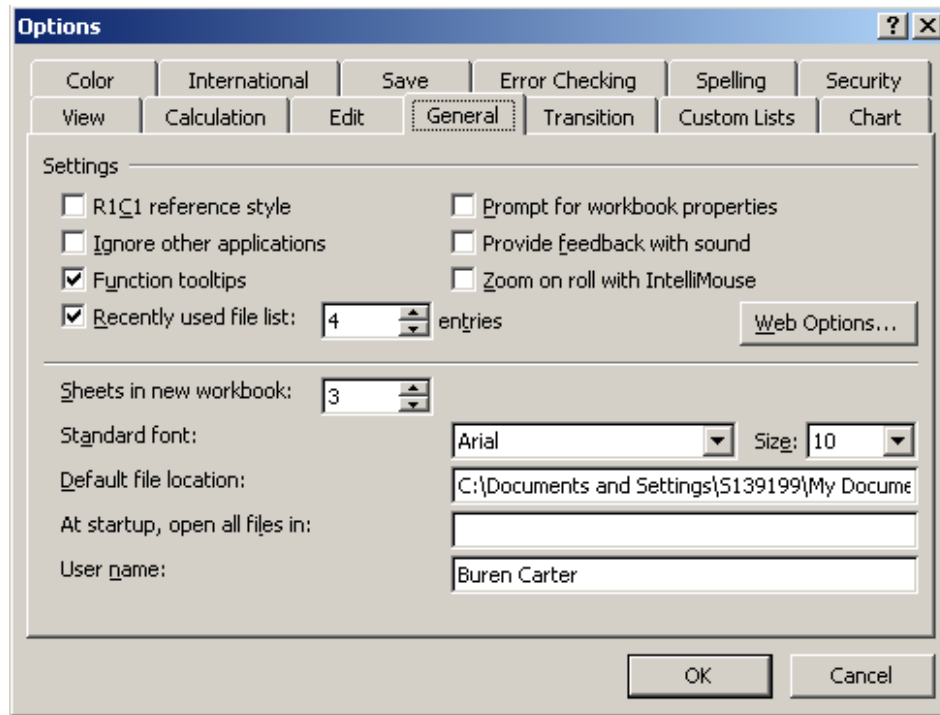 Options
Color International Save Error Checking Spelling Security
View Calculation Edit General Transition Custom Lists Chart
Settings
R1C1 reference style Prompt for workbook properties
Ignore other applications Provide feedback with sound
Function tooltips Zoom on roll with IntelliMouse
Recently used file list: 4 entries Web Options...
Sheets in new workbook: 3
Standard font: Arial Size: 10
Default file location: C:\Documents and Settings\S139199\My Docume
At startup, open all files in:
User name: Buren Carter
OK Cancel